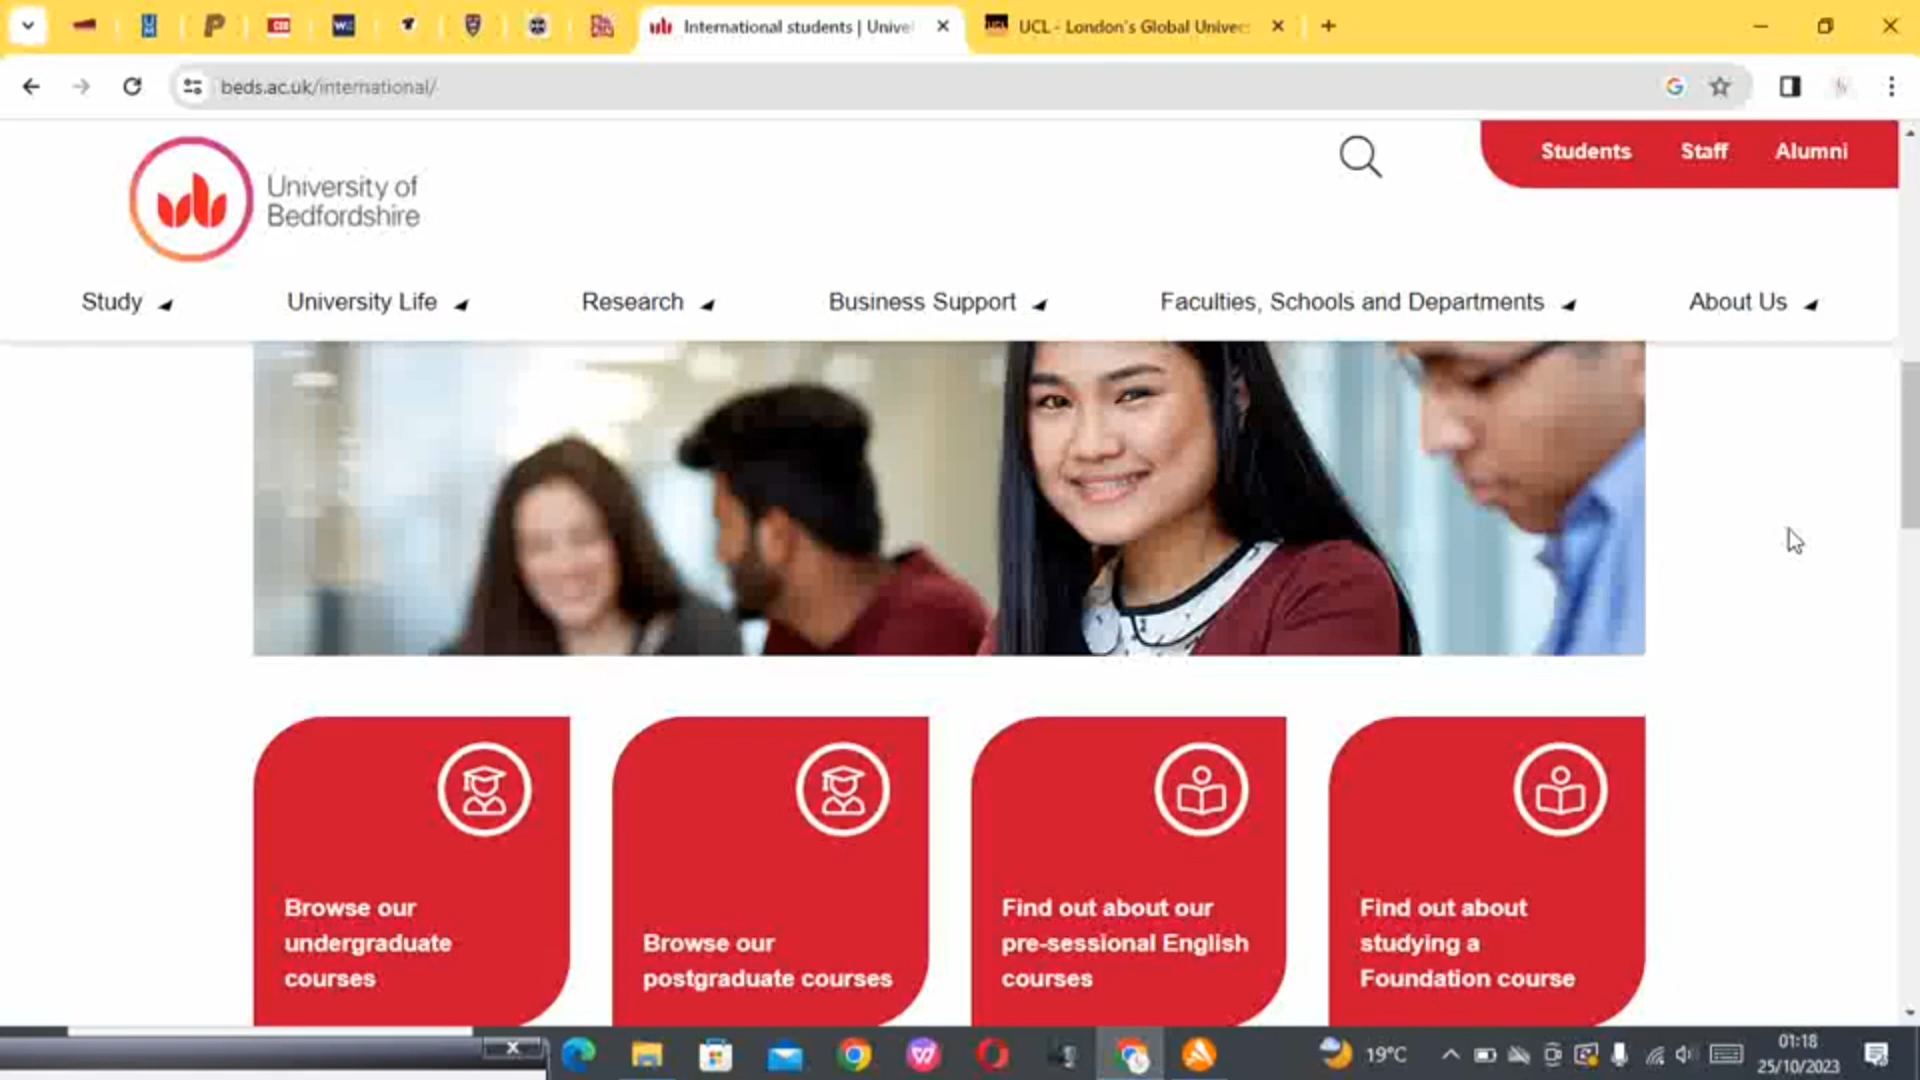 International students | Unive
UCL - London's Global Univer
beds.ac.uk/international/
Students Staff Alumni
University of
Bedfordshire
Study University Life Research Business Support Faculties, Schools and Departments About Us
Browse our
undergraduate
courses
Browse our
postgraduate courses
Find out about our
pre-sessional English
courses
Find out about
studying a
Foundation course
19°C
01:18
25/10/2023